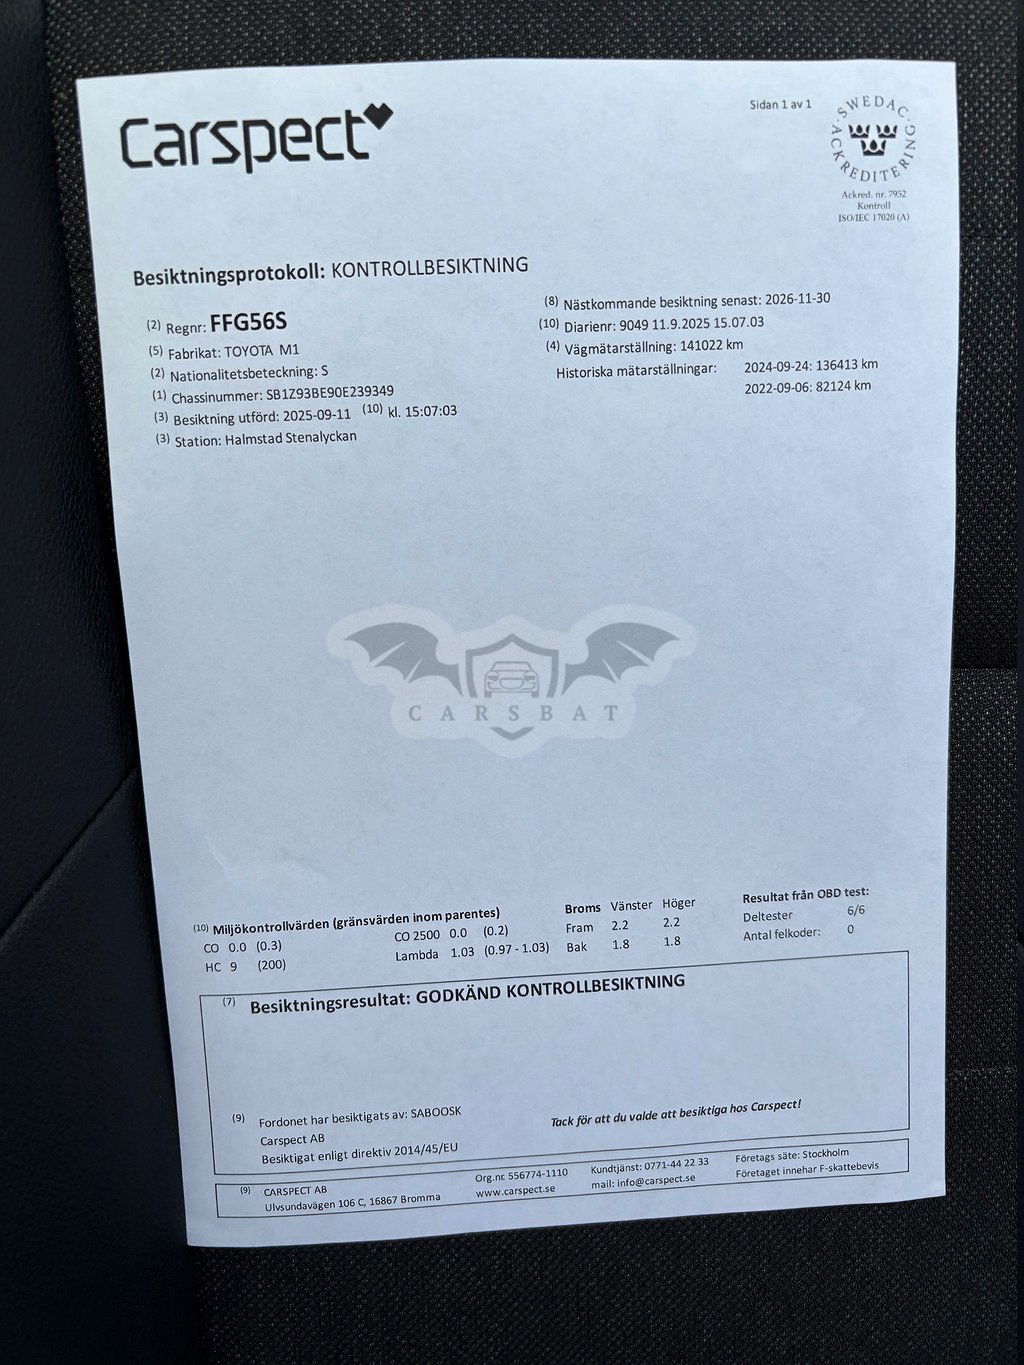 Carspect
Sidan 1 av 1
SWEDAC
ACKREDITERING
Ackred. nr. 7952
Kontroll
ISO/IEC 17020 (A)
Besiktningsprotokoll: KONTROLLBESIKTNING
(2) Regnr: FFG56S
(5) Fabrikat: TOYOTA M1
(2) Nationalitetsbeteckning: S
(1) Chassinummer: SB1Z93BE90E239349
(3) Besiktning utförd: 2025-09-11 (10) kl. 15:07:03
(3) Station: Halmstad Stenalyckan
(8) Nästkommande besiktning senast: 2026-11-30
(10) Diarienr: 9049 11.9.2025 15.07.03
(4) Vägmätarställning: 141022 km
Historiska mätarställningar: 2024-09-24: 136413 km
2022-09-06: 82124 km
CARSBAT
(10) Miljökontrollvärden (gränsvärden inom parentes)
CO 0.0 (0.3) CO 2500 0.0 (0.2)
HC 9 (200) Lambda 1.03 (0.97 - 1.03)
Broms Vänster Höger
Fram 2.2 2.2
Bak 1.8 1.8
Resultat från OBD test:
Deltester 6/6
Antal felkoder: 0
(7) Besiktningsresultat: GODKÄND KONTROLLBESIKTNING
(9) Fordonet har besiktigats av: SABOOSK
Carspect AB
Besiktigat enligt direktiv 2014/45/EU
Tack för att du valde att besiktiga hos Carspect!
(9) CARSPECT AB
Ulvsundavägen 106 C, 16867 Bromma
Org.nr. 556774-1110
www.carspect.se
Kundtjänst: 0771-44 22 33
mail: info@carspect.se
Företags säte: Stockholm
Företaget innehar F-skattebevis